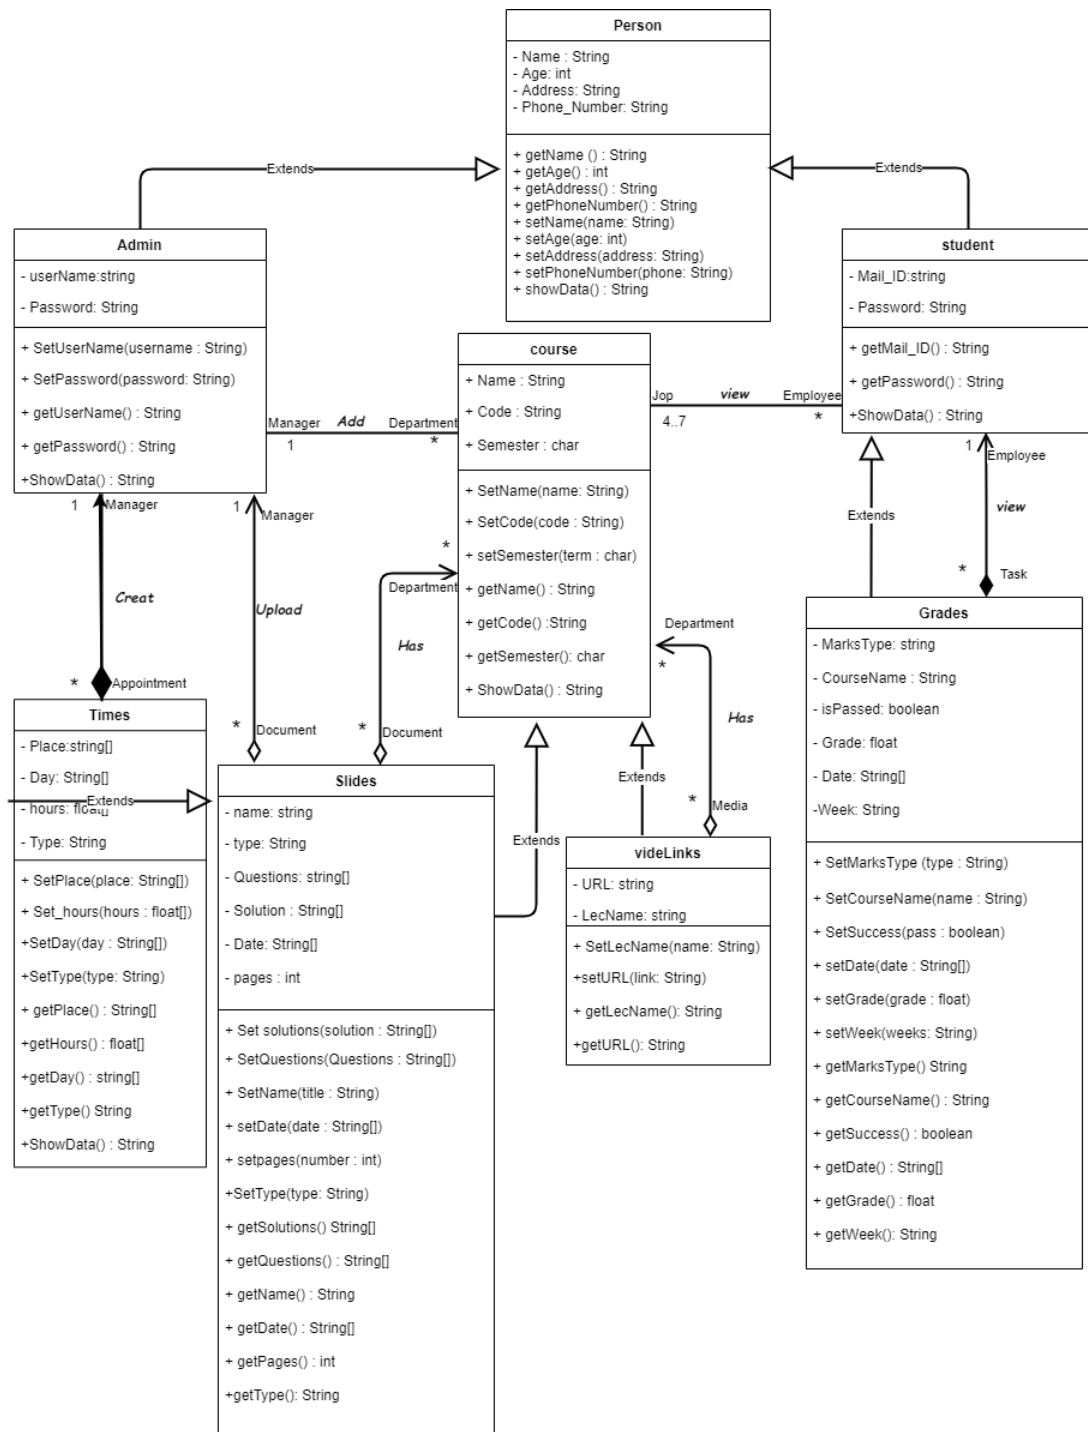 Person
- Name : String
- Age: int
- Address: String
- Phone_Number: String
+ getName () : String
+ getAge() : int
+ getAddress() : String
+ getPhoneNumber() : String
+ setName(name: String)
+ setAge(age: int)
+ setAddress(address: String)
+ setPhoneNumber(phone: String)
+ showData() : String
Extends
Extends
Admin
- userName:string
- Password: String
+ SetUserName(username : String)
+ SetPassword(password: String)
+ getUserName() : String
+ getPassword() : String
+ShowData() : String
student
- Mail_ID:string
- Password: String
+ getMail_ID() : String
+ getPassword() : String
+ShowData() : String
course
+ Name : String
+ Code : String
+ Semester : char
+ SetName(name: String)
+ SetCode(code : String)
+ setSemester(term : char)
+ getName() : String
+ getCode() :String
+ getSemester(): char
+ ShowData() : String
Manager
Add
Department
1
*
Jop
view
Employee
4..7
*
1
Manager
Creat
*
Appointment
1
Manager
Upload
*
Document
*
Department
Has
*
Document
Department
*
Has
*
Media
Extends
1
Employee
view
*
Task
Times
- Place:string[]
- Day: String[]
- hours: float[]
Extends
- Type: String
+ SetPlace(place: String[])
+ Set_hours(hours : float[])
+SetDay(day : String[])
+SetType(type: String)
+ getPlace() : String[]
+getHours() : float[]
+getDay() : string[]
+getType() String
+ShowData() : String
Slides
- name: string
- type: String
- Questions: string[]
- Solution : String[]
- Date: String[]
- pages : int
+ Set solutions(solution : String[])
+ SetQuestions(Questions : String[])
+ SetName(title : String)
+ setDate(date : String[])
+ setpages(number : int)
+SetType(type: String)
+ getSolutions() String[]
+ getQuestions() : String[]
+ getName() : String
+ getDate() : String[]
+ getPages() : int
+getType(): String
Extends
Extends
videLinks
- URL: string
- LecName: string
+ SetLecName(name: String)
+setURL(link: String)
+ getLecName(): String
+getURL(): String
Grades
- MarksType: string
- CourseName : String
- isPassed: boolean
- Grade: float
- Date: String[]
-Week: String
+ SetMarksType (type : String)
+ SetCourseName(name : String)
+ SetSuccess(pass : boolean)
+ setDate(date : String[])
+ setGrade(grade : float)
+ setWeek(weeks: String)
+ getMarksType() String
+ getCourseName() : String
+ getSuccess() : boolean
+ getDate() : String[]
+ getGrade() : float
+ getWeek(): String